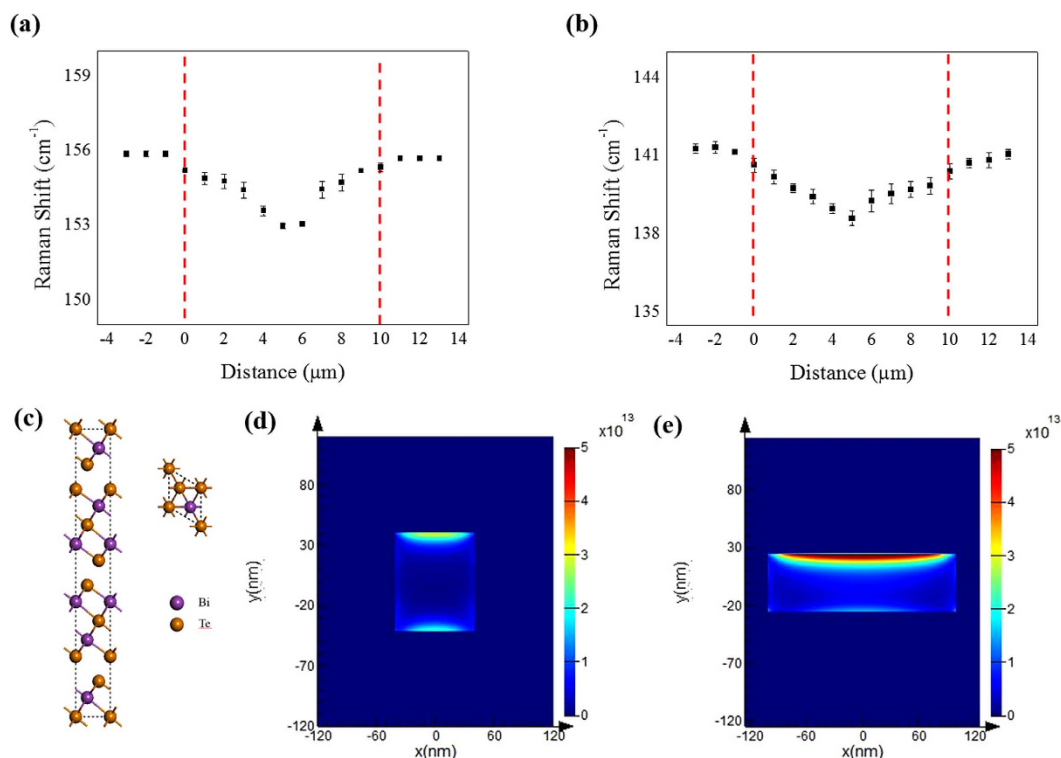 (a)
159
156
153
150
Raman Shift (cm-1)
-4 -2 0 2 4 6 8 10 12 14
Distance (µm)
(b)
144
141
138
135
Raman Shift (cm-1)
-4 -2 0 2 4 6 8 10 12 14
Distance (µm)
(c)
Bi
Te
(d)
x10 13
5
4
3
2
1
0
80
30
-20
-70
-120
y(nm)
-120 -60 0 60 120
x(nm)
(e)
x10 13
5
4
3
2
1
0
80
30
-20
-70
-120
y(nm)
-120 -60 0 60 120
x(nm)